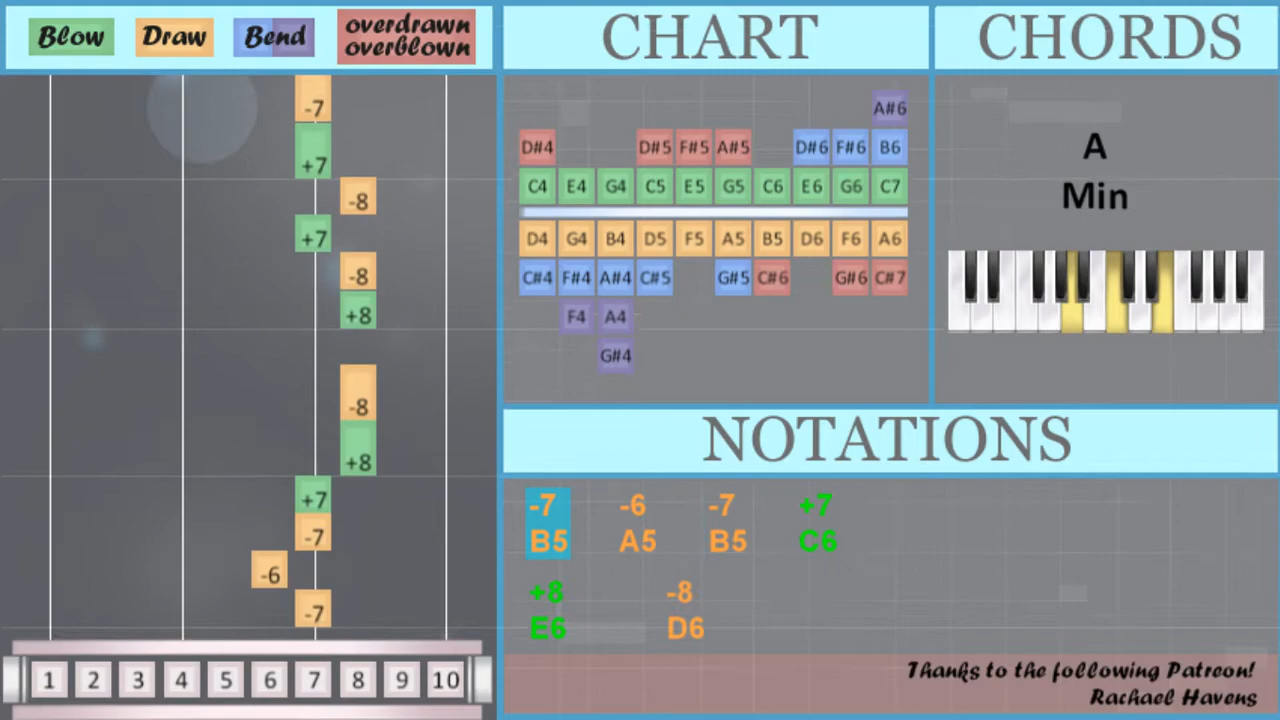 Blow Draw Bend overdrawn
overblown
CHART
CHORDS
-7
+7
-8
+7
-8
+8
-8
+8
+7
-7
-6
-7
1 2 3 4 5 6 7 8 9 10
A#6
D#4 D#5 F#5 A#5 D#6 F#6 B6
C4 E4 G4 C5 E5 G5 C6 E6 G6 C7
D4 G4 B4 D5 F5 A5 B5 D6 F6 A6
C#4 F#4 A#4 C#5 G#5 C#6 G#6 C#7
F4 A4
G#4
A
Min
NOTATIONS
-7 -6 -7 +7
B5 A5 B5 C6
+8 -8
E6 D6
Thanks to the following Patreon!
Rachael Havens